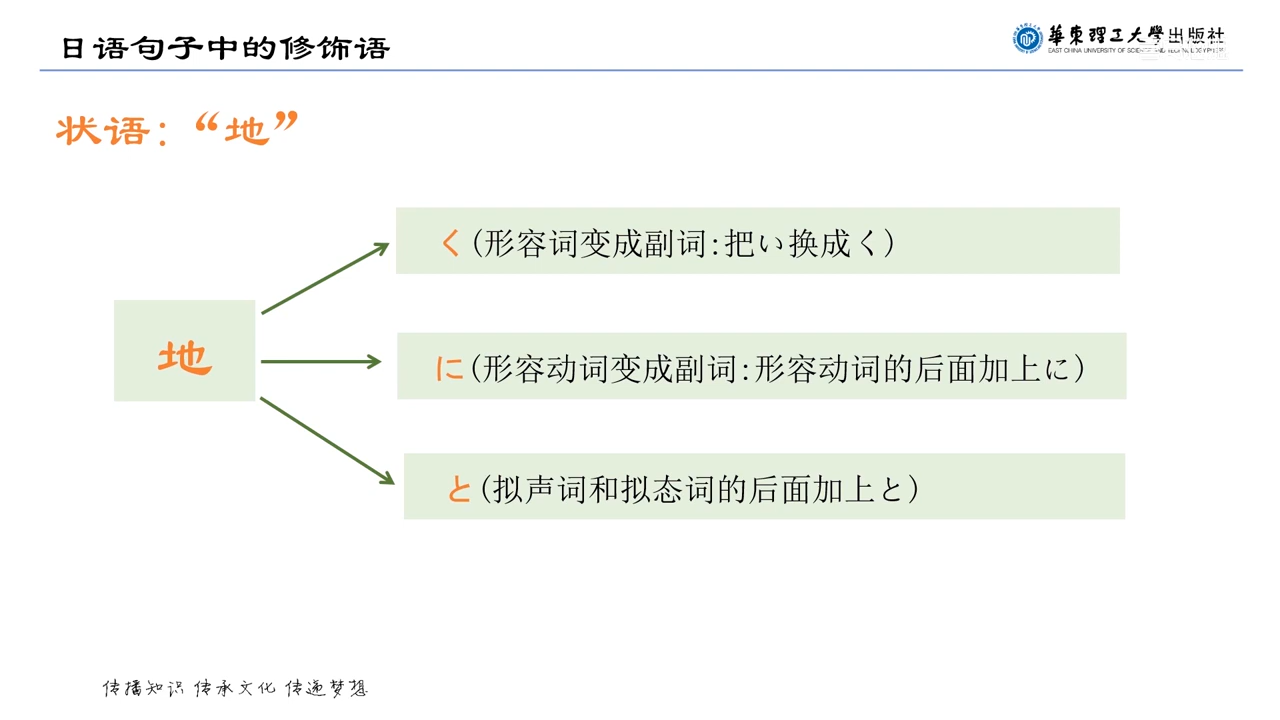 日语句子中的修饰语
華東理工大學出版社
状语：“地”
く(形容词变成副词:把い换成く)
地
に(形容动词变成副词:形容动词的后面加上に)
と(拟声词和拟态词的后面加上と)
传播知识 传承文化 传递梦想